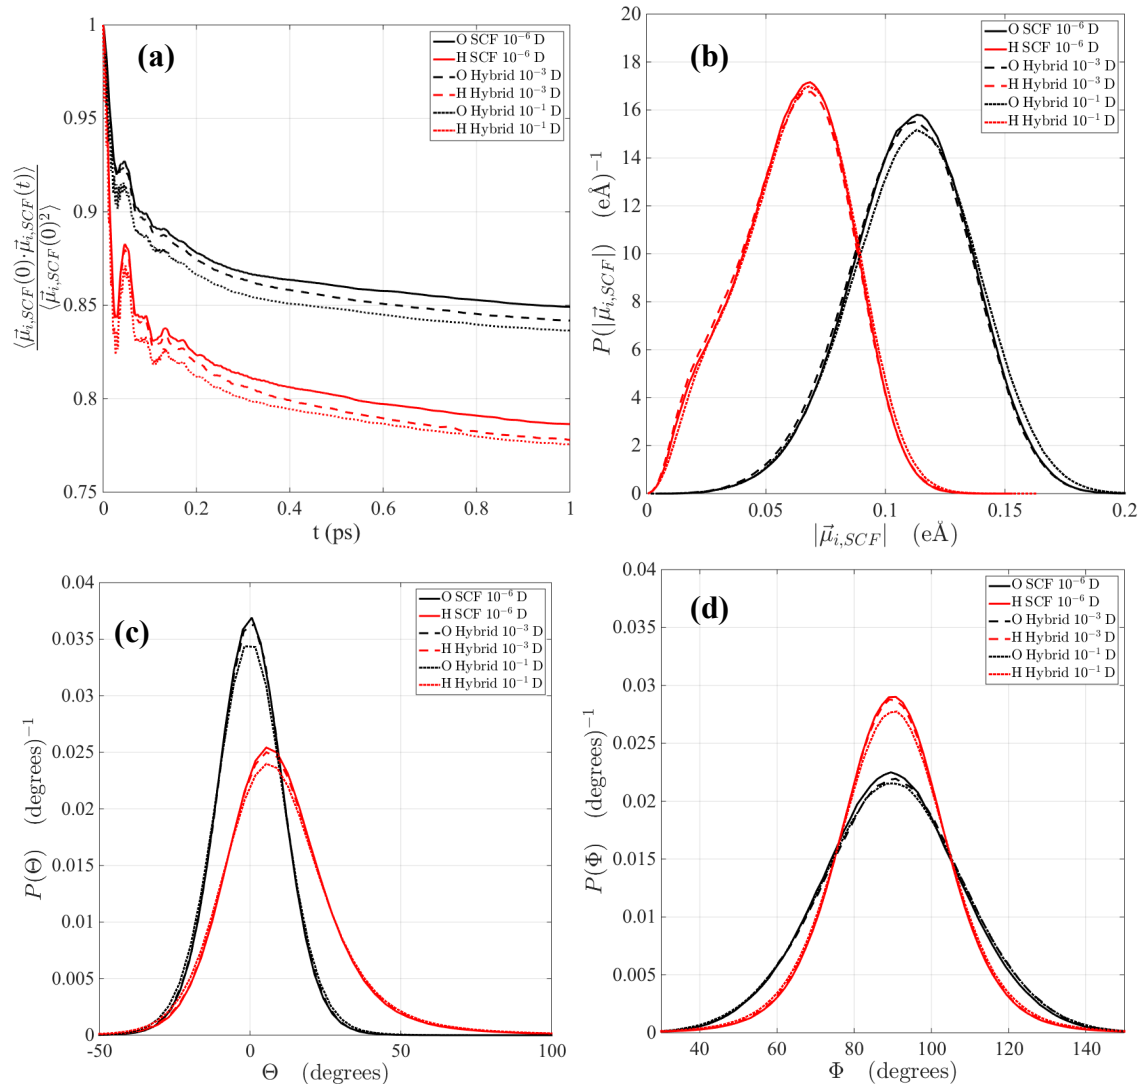 (a)
1
0.95
0.9
0.85
0.8
0.75
0
0.2
0.4
0.6
0.8
1
t (ps)
⟨μ⃗_{i,SCF}(0)·μ⃗_{i,SCF}(t)⟩
⟨μ⃗_{i,SCF}(0)²⟩
O SCF 10⁻⁶ D
H SCF 10⁻⁶ D
O Hybrid 10⁻³ D
H Hybrid 10⁻³ D
O Hybrid 10⁻¹ D
H Hybrid 10⁻¹ D
(b)
20
18
16
14
12
10
8
6
4
2
0
0
0.05
0.1
0.15
0.2
|μ⃗_{i,SCF}| (eÅ)
P(|μ⃗_{i,SCF}|) (eÅ)⁻¹
O SCF 10⁻⁶ D
H SCF 10⁻⁶ D
O Hybrid 10⁻³ D
H Hybrid 10⁻³ D
O Hybrid 10⁻¹ D
H Hybrid 10⁻¹ D
(c)
0.04
0.035
0.03
0.025
0.02
0.015
0.01
0.005
0
-50
0
50
100
Θ (degrees)
P(Θ) (degrees)⁻¹
O SCF 10⁻⁶ D
H SCF 10⁻⁶ D
O Hybrid 10⁻³ D
H Hybrid 10⁻³ D
O Hybrid 10⁻¹ D
H Hybrid 10⁻¹ D
(d)
0.04
0.035
0.03
0.025
0.02
0.015
0.01
0.005
0
40
60
80
100
120
140
Φ (degrees)
P(Φ) (degrees)⁻¹
O SCF 10⁻⁶ D
H SCF 10⁻⁶ D
O Hybrid 10⁻³ D
H Hybrid 10⁻³ D
O Hybrid 10⁻¹ D
H Hybrid 10⁻¹ D